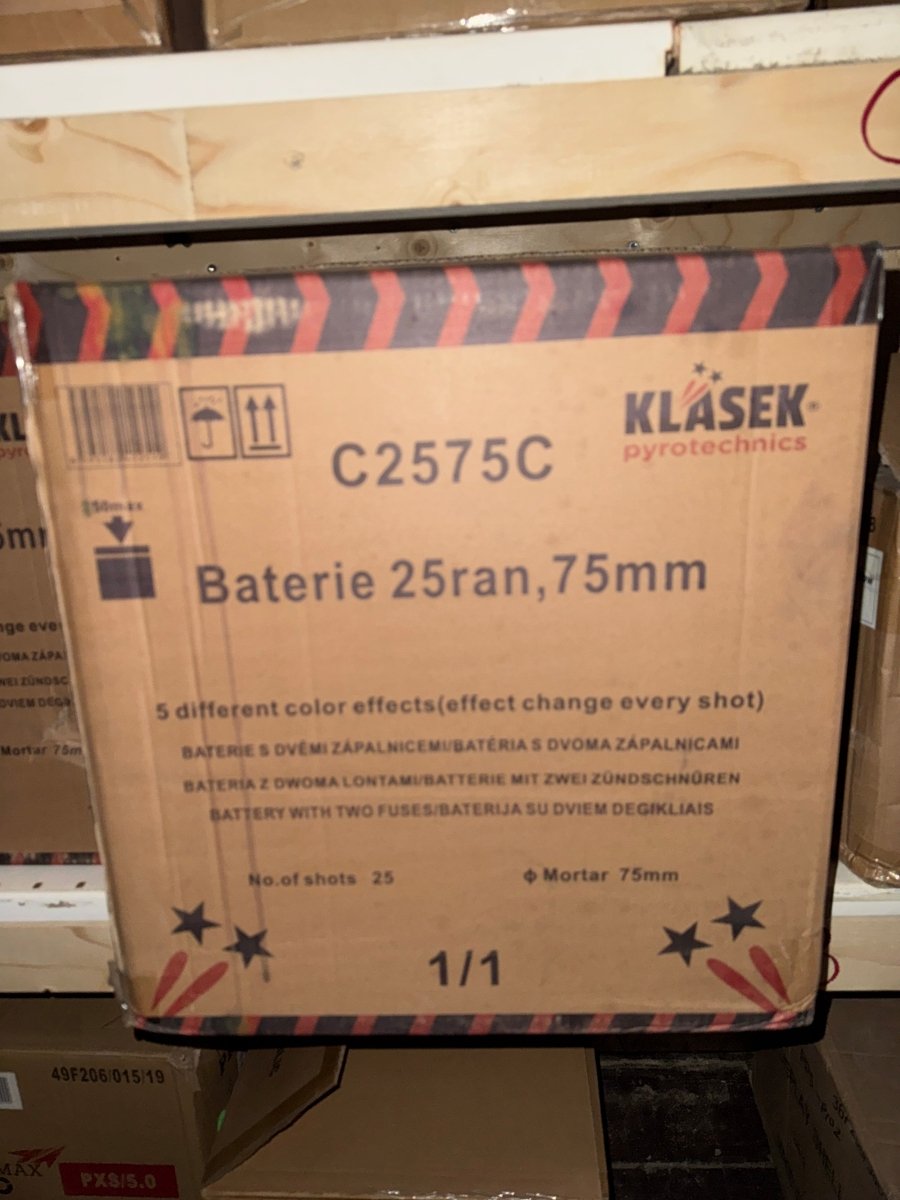 KLASEK®
pyrotechnics
C2575C
Baterie 25ran,75mm
5 different color effects(effect change every shot)
BATERIE S DVĚMI ZÁPALNICEMI/BATÉRIA S DVOMA ZÁPALNICAMI
BATERIA Z DWOMA LONTAMI/BATTERIE MIT ZWEI ZÜNDSCHNÜREN
BATTERY WITH TWO FUSES/BATERIJA SU DVIEM DEGIKLIAIS
No.of shots 25
Φ Mortar 75mm
1/1
Mortar 75m
49F206/015/19
PXS/5.0